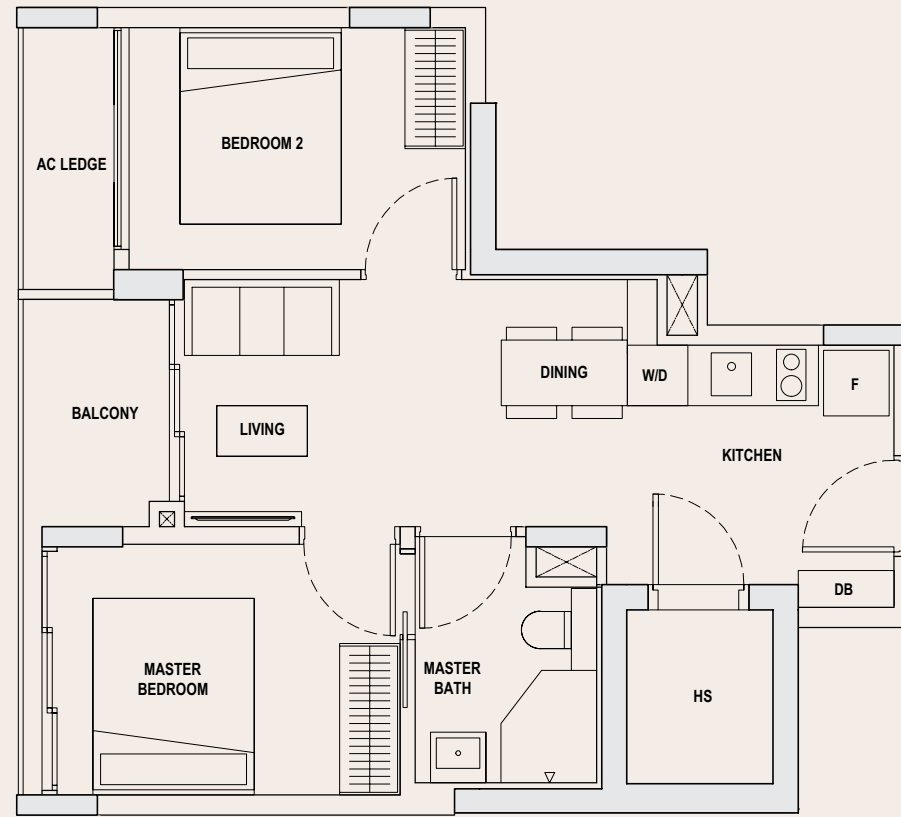 BEDROOM 2
AC LEDGE
DINING
W/D
F
BALCONY
LIVING
KITCHEN
DB
MASTER
BEDROOM
MASTER
BATH
HS